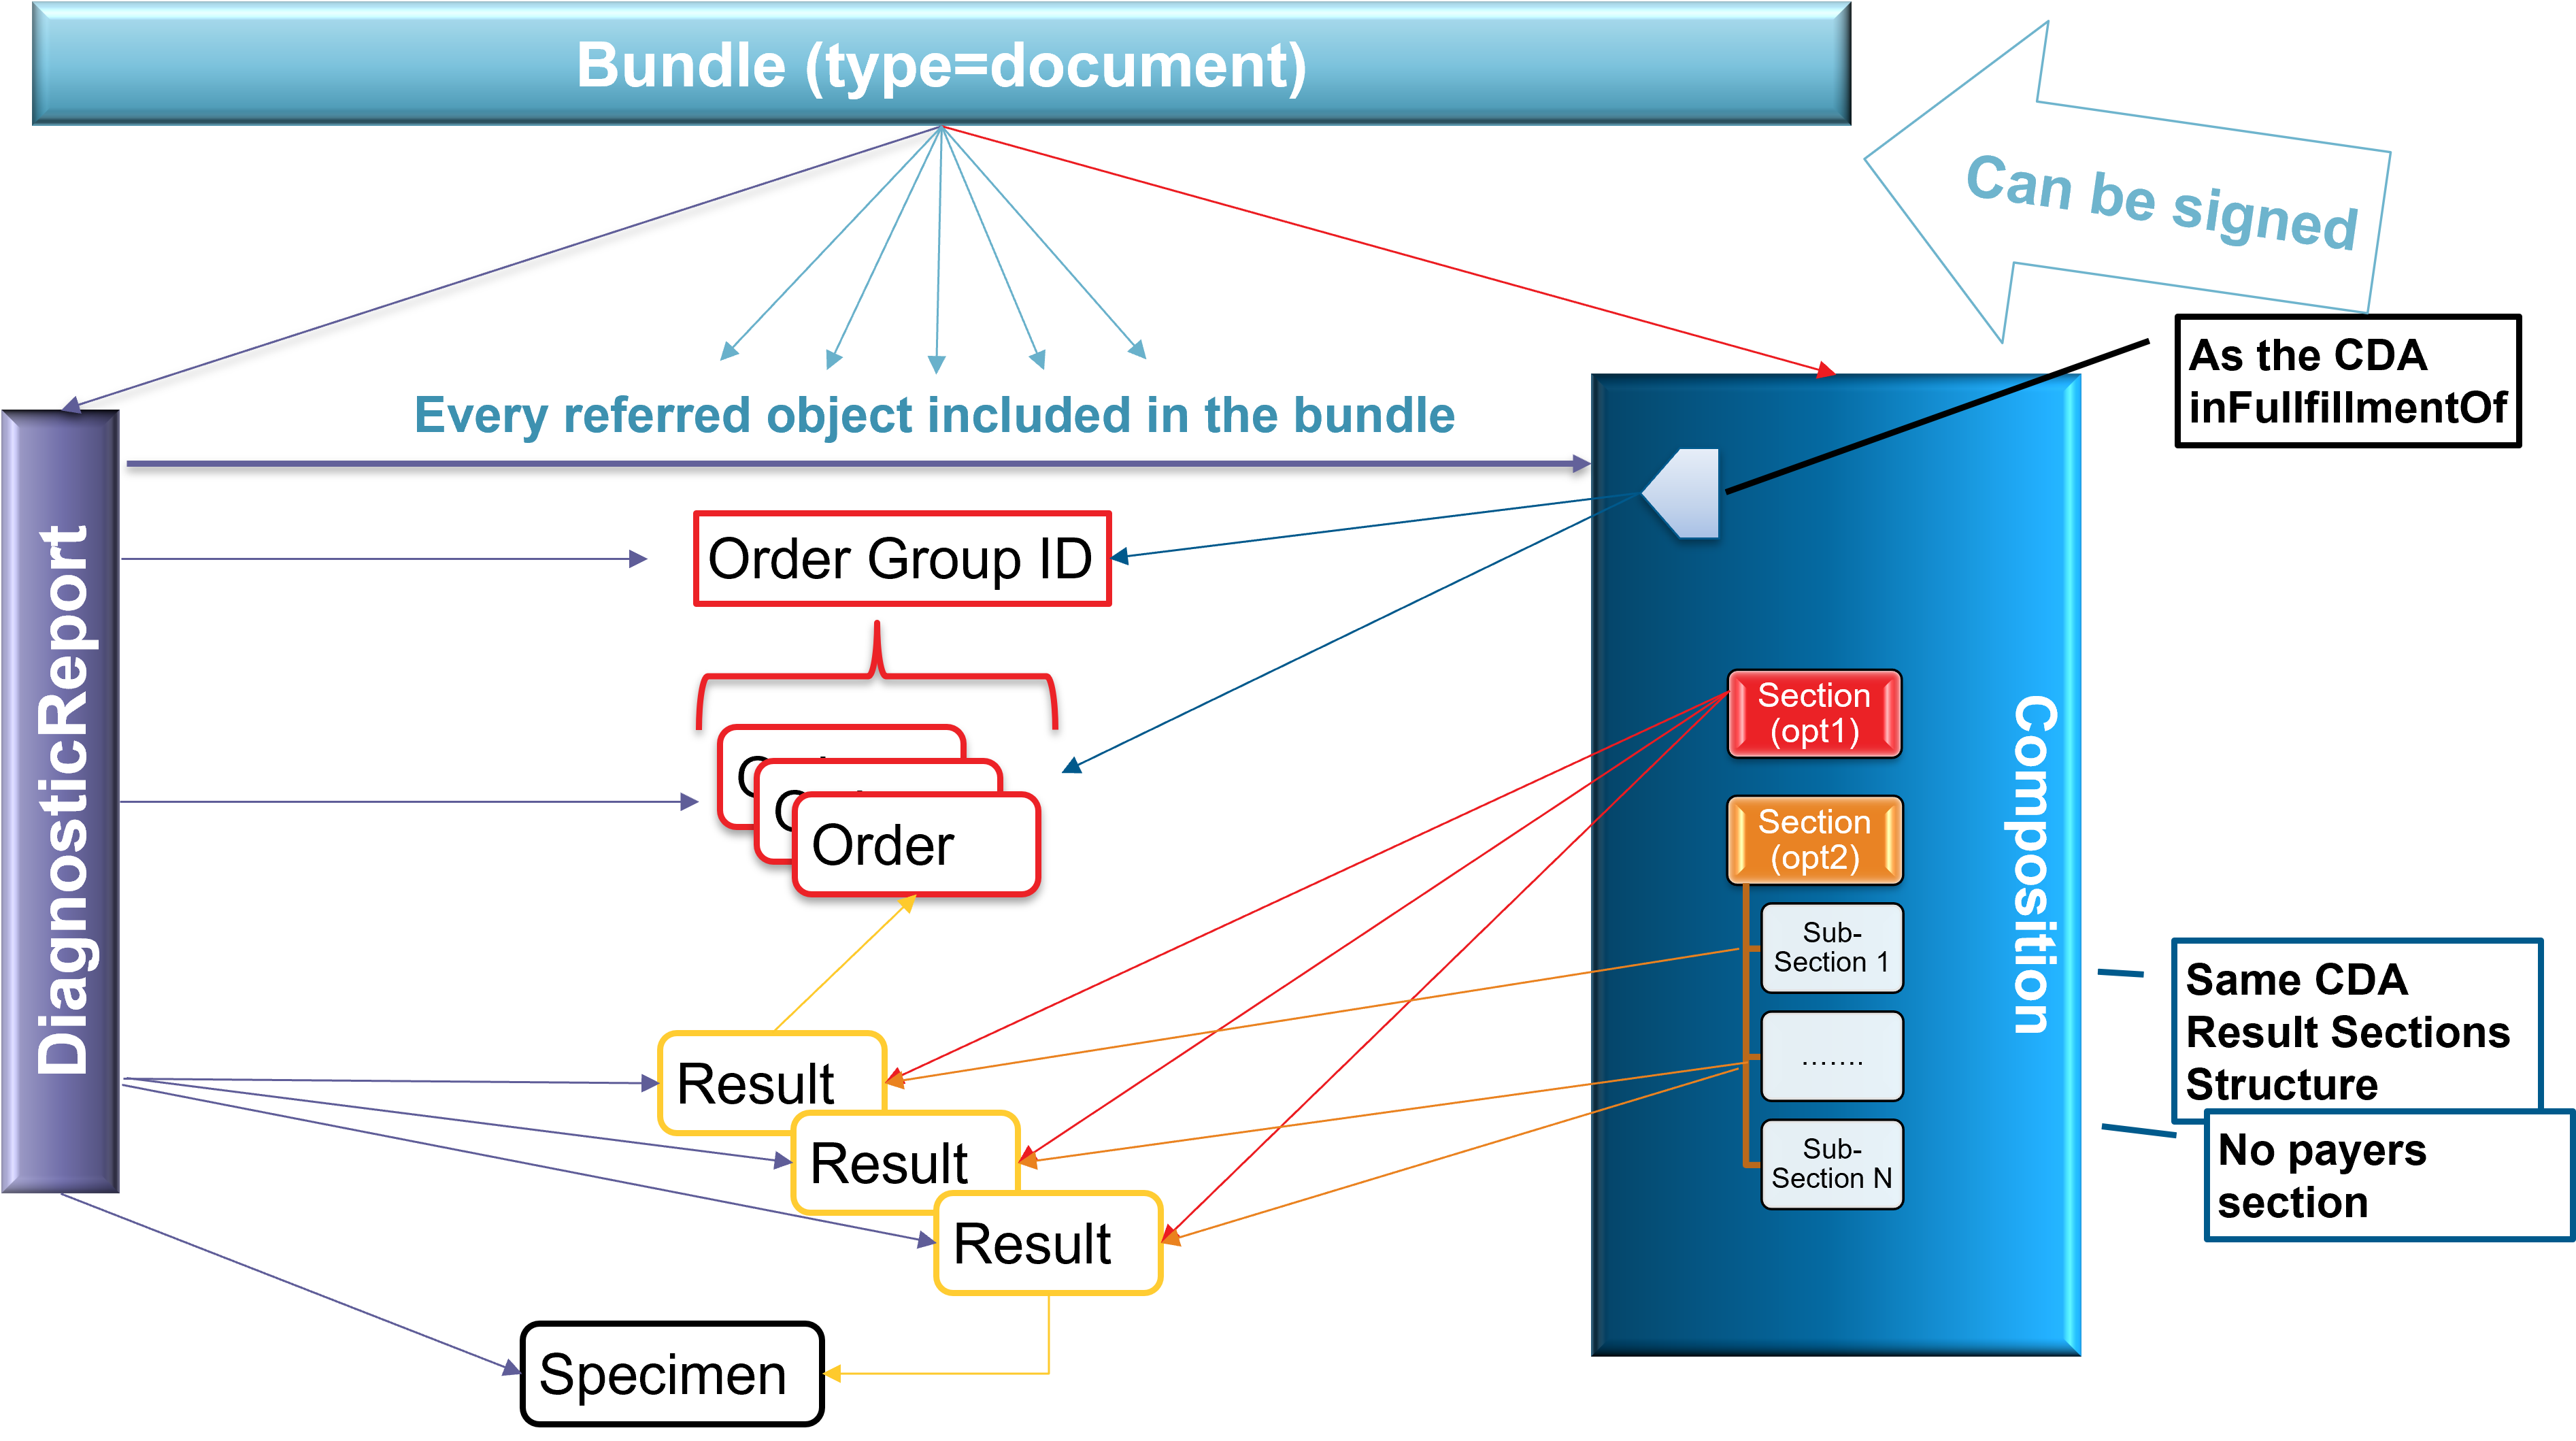 Bundle (type=document)
Can be signed
As the CDA
inFullfillmentOf
Every referred object included in the bundle
DiagnosticReport
Order Group ID
Order
Section
(opt1)
Section
(opt2)
Sub-
Section 1
.......
Sub-
Section N
Composition
Same CDA
Result Sections
Structure
No payers
section
Result
Result
Result
Specimen